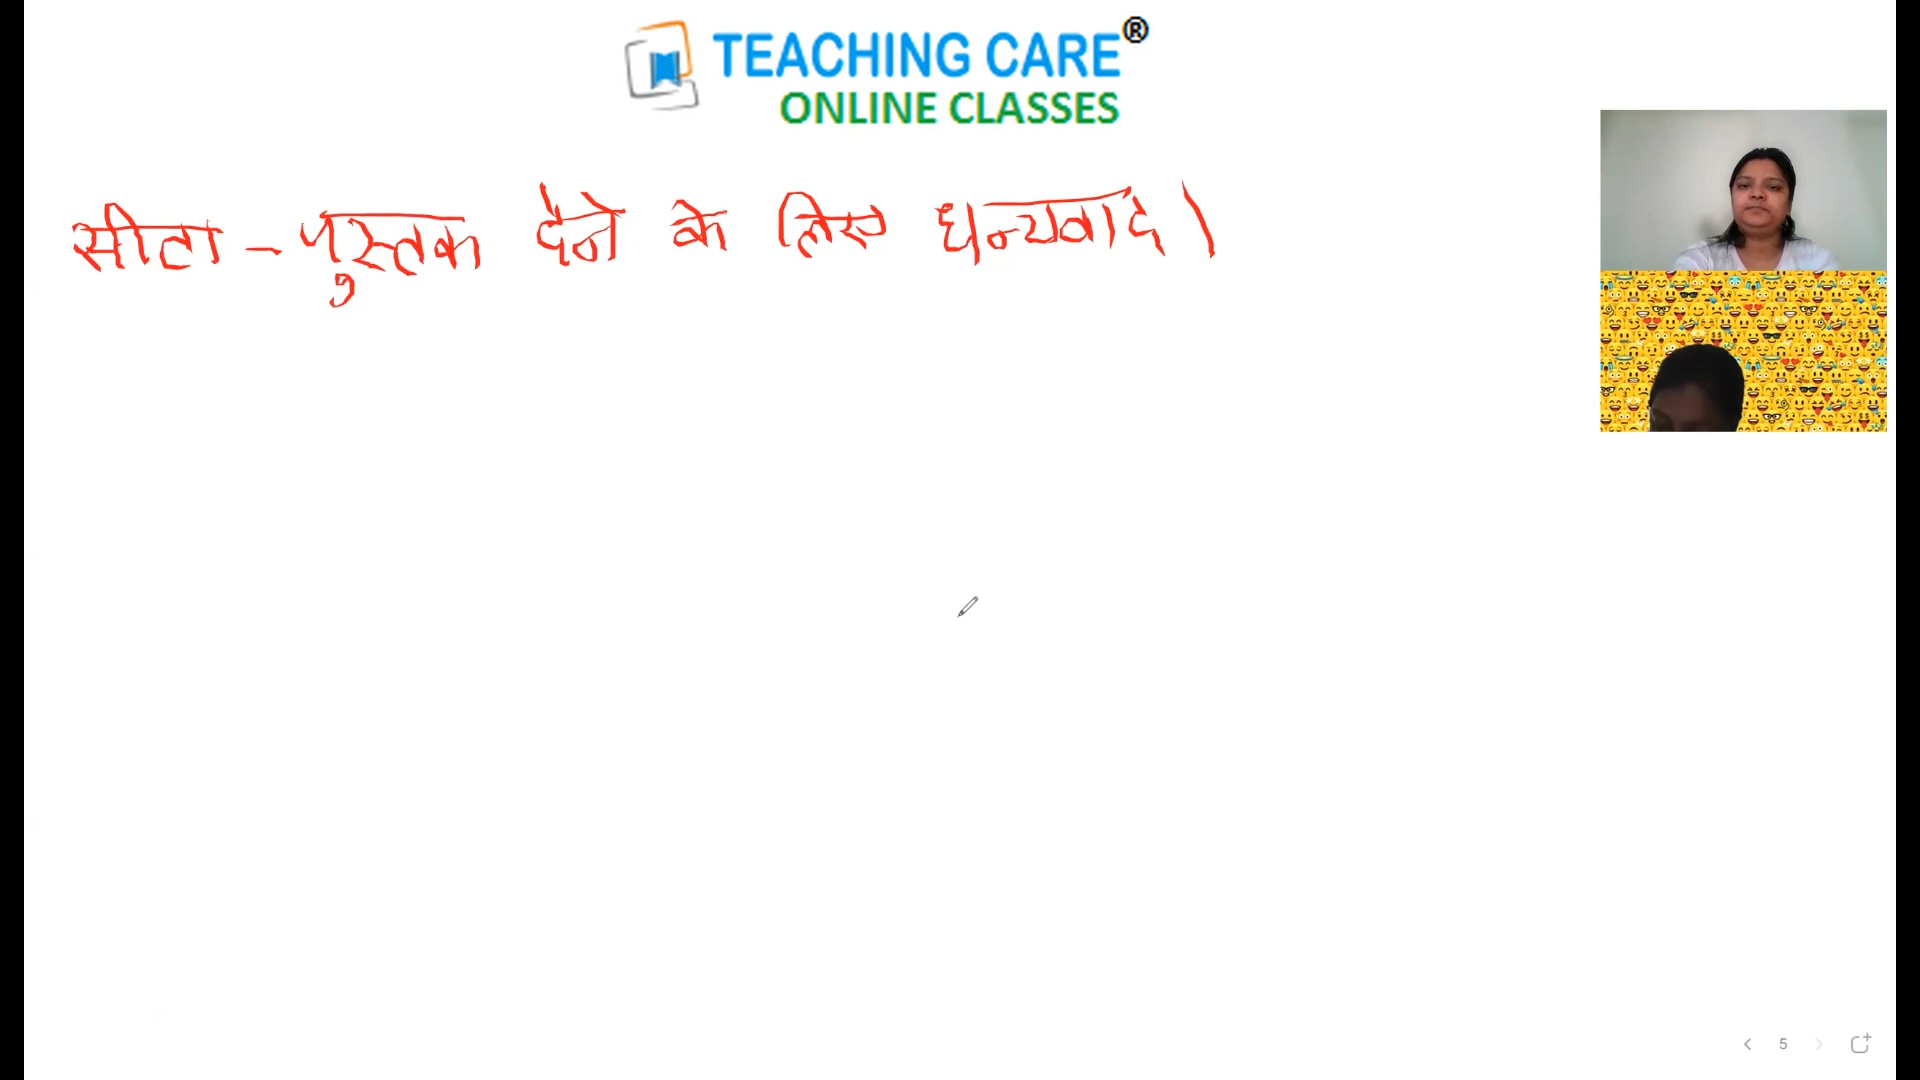 TEACHING CARE®
ONLINE CLASSES
सीता - पुस्तक देने के लिए धन्यवाद।
5